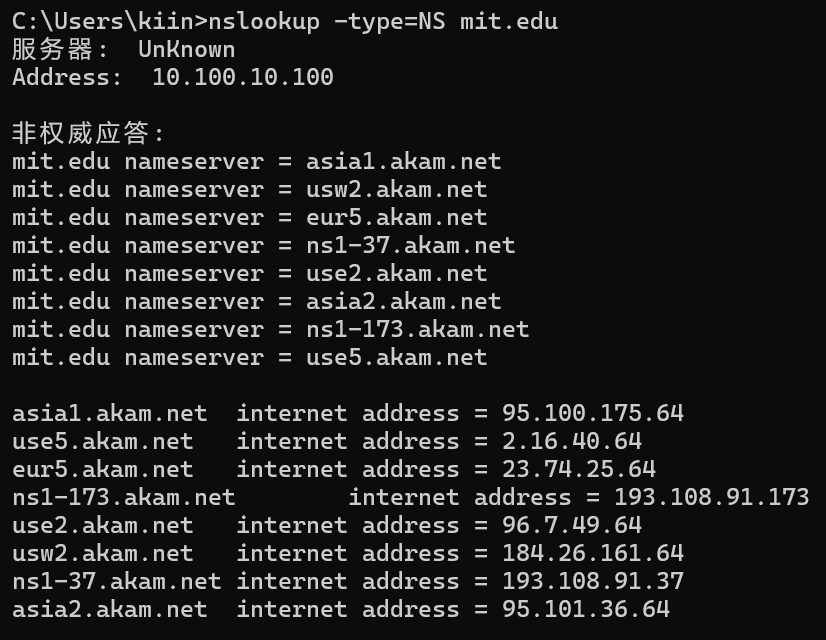 C:\Users\kiin>nslookup -type=NS mit.edu
服务器:  UnKnown
Address:  10.100.10.100

非权威应答:
mit.edu nameserver = asia1.akam.net
mit.edu nameserver = usw2.akam.net
mit.edu nameserver = eur5.akam.net
mit.edu nameserver = ns1-37.akam.net
mit.edu nameserver = use2.akam.net
mit.edu nameserver = asia2.akam.net
mit.edu nameserver = ns1-173.akam.net
mit.edu nameserver = use5.akam.net

asia1.akam.net  internet address = 95.100.175.64
use5.akam.net   internet address = 2.16.40.64
eur5.akam.net   internet address = 23.74.25.64
ns1-173.akam.net        internet address = 193.108.91.173
use2.akam.net   internet address = 96.7.49.64
usw2.akam.net   internet address = 184.26.161.64
ns1-37.akam.net internet address = 193.108.91.37
asia2.akam.net  internet address = 95.101.36.64